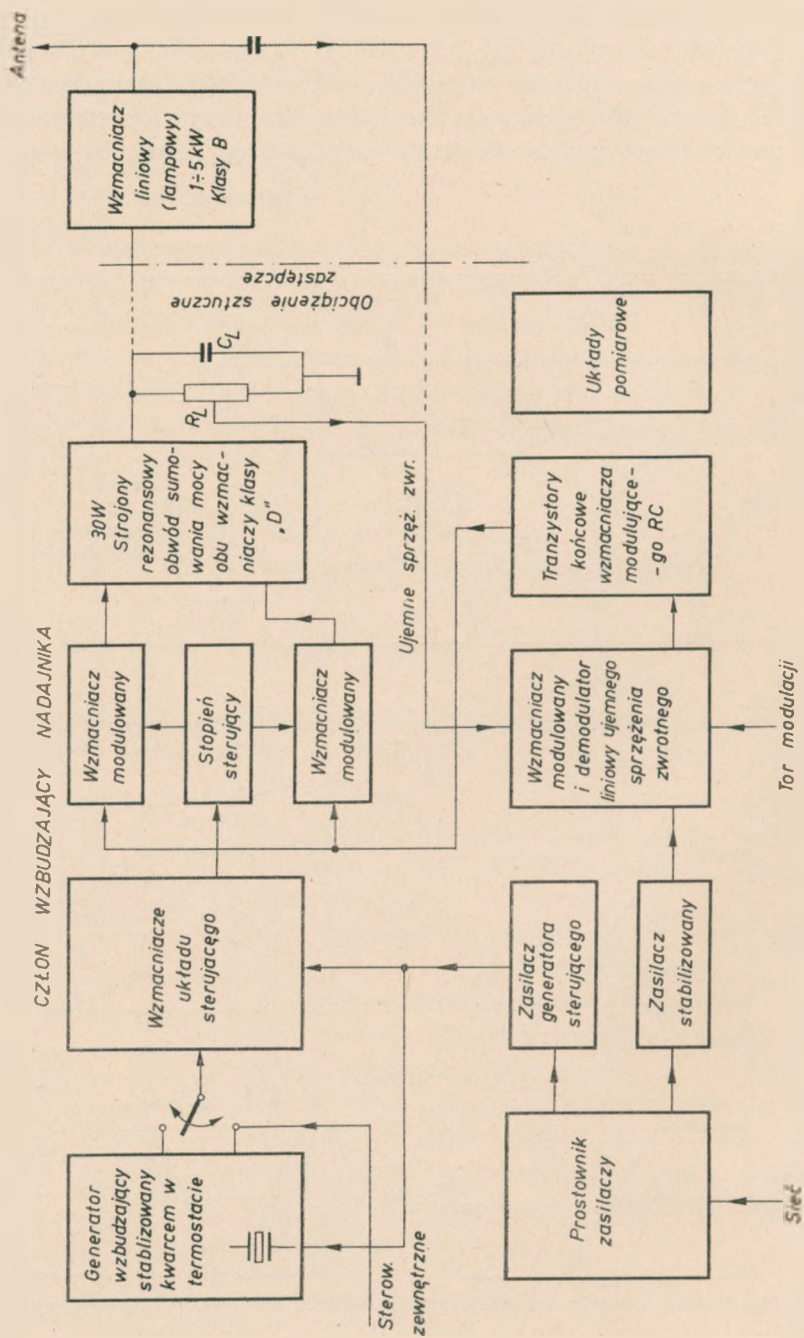 CZŁON WZBUDZAJĄCY NADAJNIKA
Generator
wzbudzający
stablizowany
kwarcem w
termostacie
Sterow.
zewnętrzne
Wzmacniacze
układu
sterującego
Wzmacniacz
modulowany
Stopień
sterujący
Wzmacniacz
modulowany
30W
Strojony
rezonansowy
obwód sumo-
wania mocy
obu wzmac-
niaczy klasy
„D"
R_L
C_L
Obciążenie sztuczne
zastępcze
Wzmacniacz
liniowy
(lampowy)
1÷5 kW
Klasy B
Antena
Ujemne sprzęż. zwr.
Prostownik
zasilaczy
Sieć
Zasilacz
generatora
sterującego
Zasilacz
stabilizowany
Wzmacniacz
modulowany
i demodulator
liniowy ujemnego
sprzężenia
zwrotnego
Tor modulacji
Tranzystory
końcowe
wzmacniacza
modulujące-
-go RC
Układy
pomiarowe